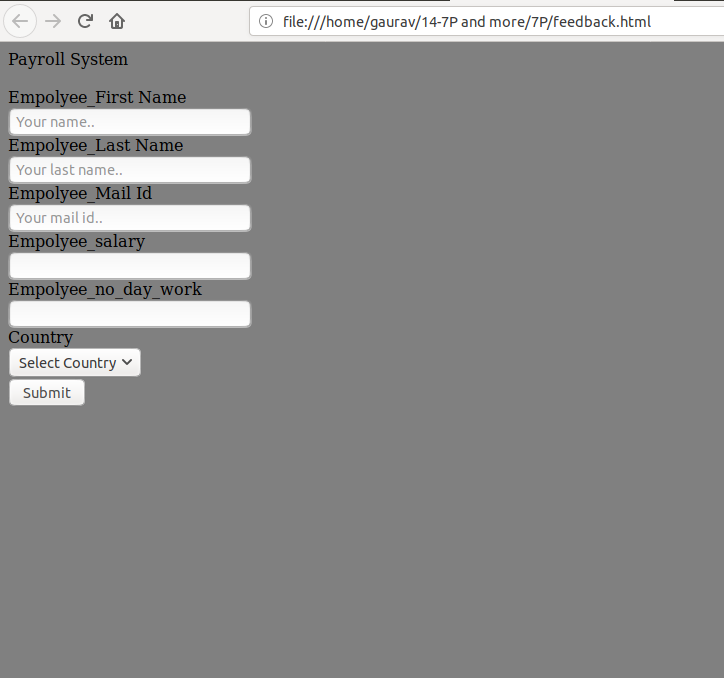 file:///home/gaurav/14-7P and more/7P/feedback.html
Payroll System
Empolyee_First Name
Your name..
Empolyee_Last Name
Your last name..
Empolyee_Mail Id
Your mail id..
Empolyee_salary
Empolyee_no_day_work
Country
Select Country
Submit